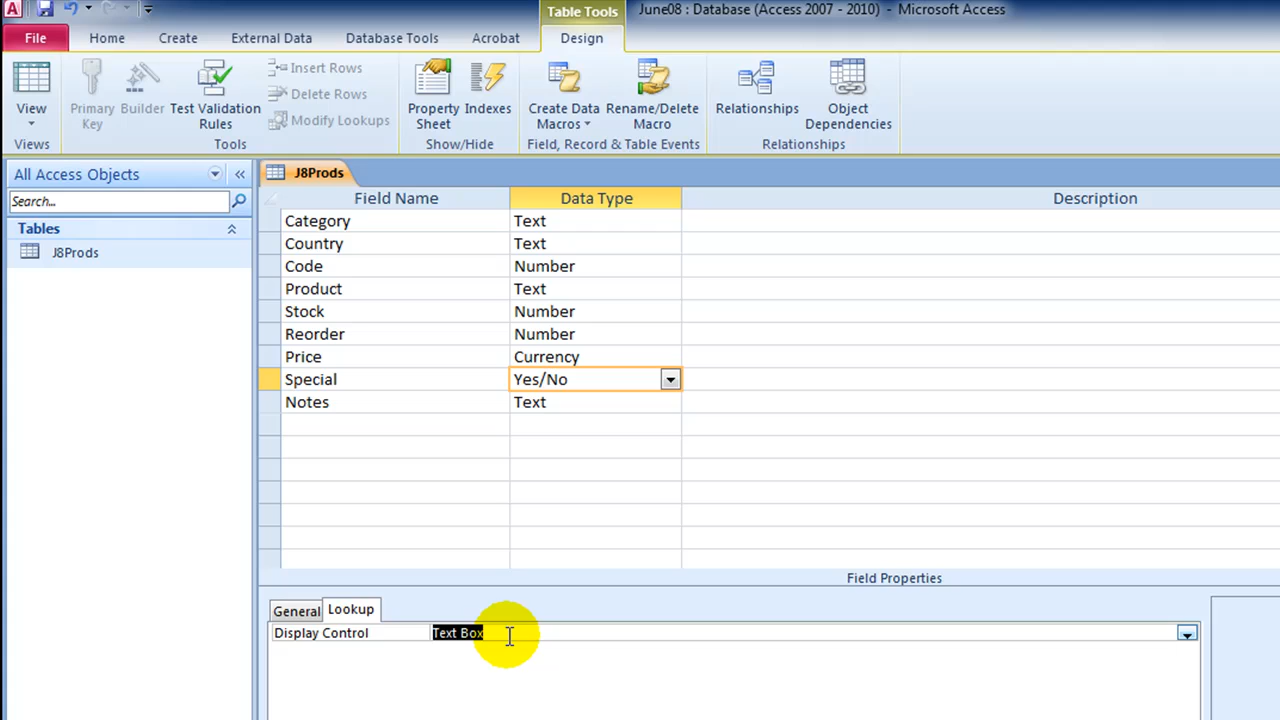 June08 : Database (Access 2007 - 2010) - Microsoft Access
Table Tools
File Home Create External Data Database Tools Acrobat Design
View
Views
Primary Key
Builder
Test Validation Rules
Insert Rows
Delete Rows
Modify Lookups
Tools
Property Sheet
Indexes
Show/Hide
Create Data Macros
Rename/Delete Macro
Field, Record & Table Events
Relationships
Object Dependencies
Relationships
All Access Objects
Search...
Tables
J8Prods
J8Prods
Field Name Data Type Description
Category Text
Country Text
Code Number
Product Text
Stock Number
Reorder Number
Price Currency
Special Yes/No
Notes Text
Field Properties
General Lookup
Display Control Text Box